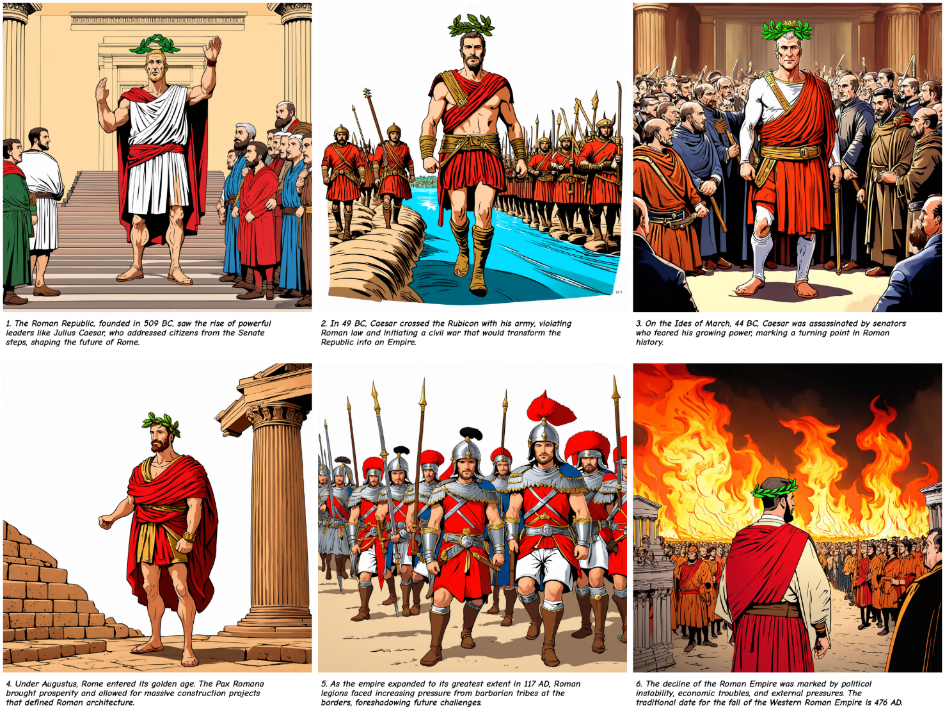 1. The Roman Republic, founded in 509 BC, saw the rise of powerful
leaders like Julius Caesar, who addressed citizens from the Senate
steps, shaping the future of Rome.
2. In 49 BC, Caesar crossed the Rubicon with his army, violating
Roman law and initiating a civil war that would transform the
Republic into an Empire.
3. On the Ides of March, 44 BC, Caesar was assassinated by senators
who feared his growing power, marking a turning point in Roman
history.
4. Under Augustus, Rome entered its golden age. The Pax Romana
brought prosperity and allowed for massive construction projects
that defined Roman architecture.
5. As the empire expanded to its greatest extent in 117 AD, Roman
legions faced increasing pressure from barbarian tribes at the
borders, foreshadowing future challenges.
6. The decline of the Roman Empire was marked by political
instability, economic troubles, and external pressures. The
traditional date for the fall of the Western Roman Empire is 476 AD.